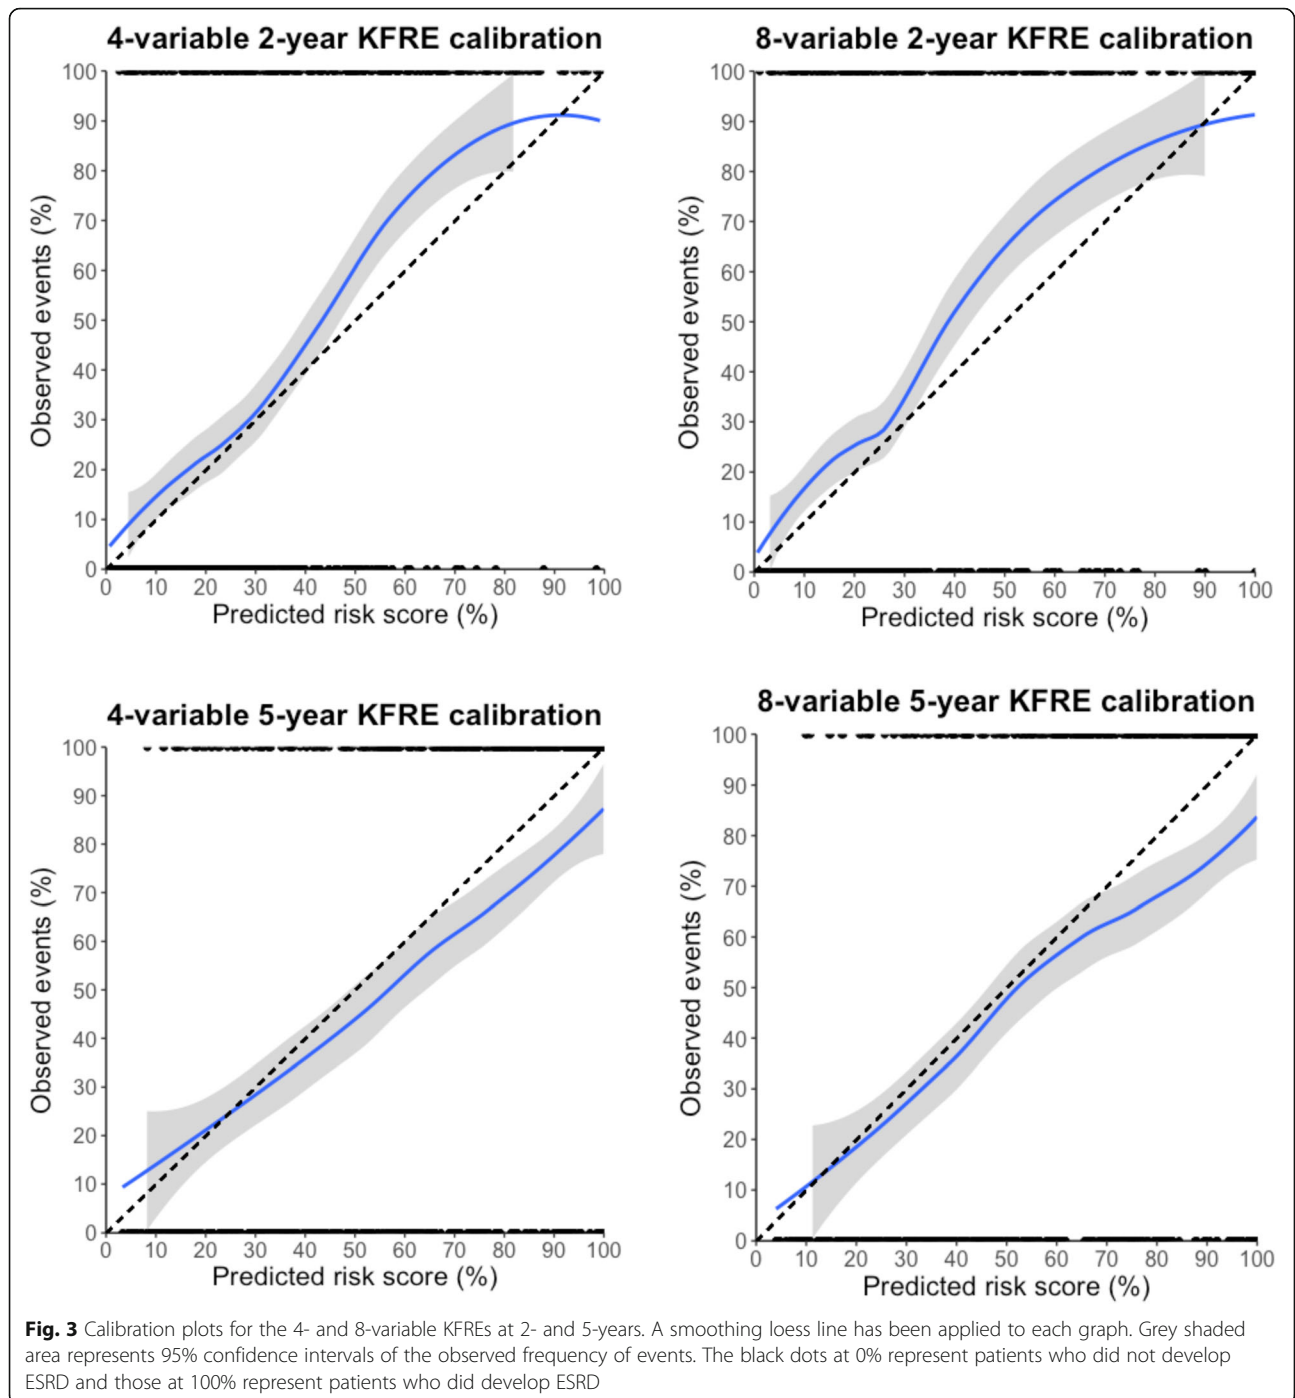 4-variable 2-year KFRE calibration
100
90
80
70
60
50
40
30
20
10
0
Observed events (%)
0 10 20 30 40 50 60 70 80 90 100
Predicted risk score (%)
8-variable 2-year KFRE calibration
100
90
80
70
60
50
40
30
20
10
0
Observed events (%)
0 10 20 30 40 50 60 70 80 90 100
Predicted risk score (%)
4-variable 5-year KFRE calibration
100
90
80
70
60
50
40
30
20
10
0
Observed events (%)
0 10 20 30 40 50 60 70 80 90 100
Predicted risk score (%)
8-variable 5-year KFRE calibration
100
90
80
70
60
50
40
30
20
10
0
Observed events (%)
0 10 20 30 40 50 60 70 80 90 100
Predicted risk score (%)
Fig. 3 Calibration plots for the 4- and 8-variable KFREs at 2- and 5-years. A smoothing loess line has been applied to each graph. Grey shaded
area represents 95% confidence intervals of the observed frequency of events. The black dots at 0% represent patients who did not develop
ESRD and those at 100% represent patients who did develop ESRD